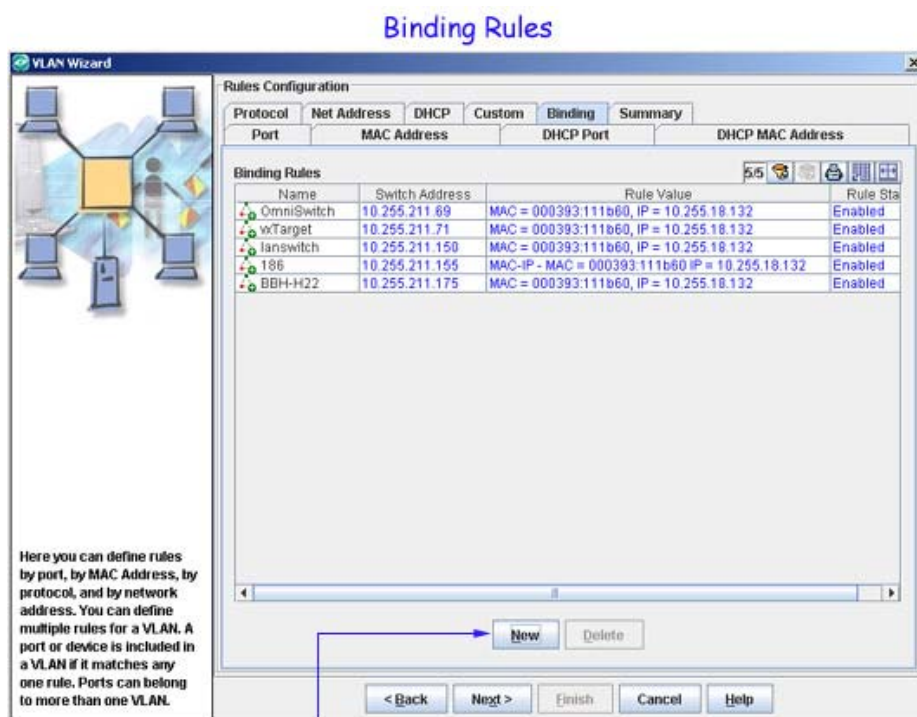 Binding Rules
VLAN Wizard
Rules Configuration
Protocol Net Address DHCP Custom Binding Summary
Port MAC Address DHCP Port DHCP MAC Address
Binding Rules 5/5
Name Switch Address Rule Value Rule Sta
OmniSwitch 10.255.211.69 MAC = 000393:111b60, IP = 10.255.18.132 Enabled
vxTarget 10.255.211.71 MAC = 000393:111b60, IP = 10.255.18.132 Enabled
lanswitch 10.255.211.150 MAC = 000393:111b60, IP = 10.255.18.132 Enabled
186 10.255.211.155 MAC-IP - MAC = 000393:111b60 IP = 10.255.18.132 Enabled
BBH-H22 10.255.211.175 MAC = 000393:111b60, IP = 10.255.18.132 Enabled
Here you can define rules
by port, by MAC Address, by
protocol, and by network
address. You can define
multiple rules for a VLAN. A
port or device is included in
a VLAN if it matches any
one rule. Ports can belong
to more than one VLAN.
New Delete
< Back Next > Finish Cancel Help